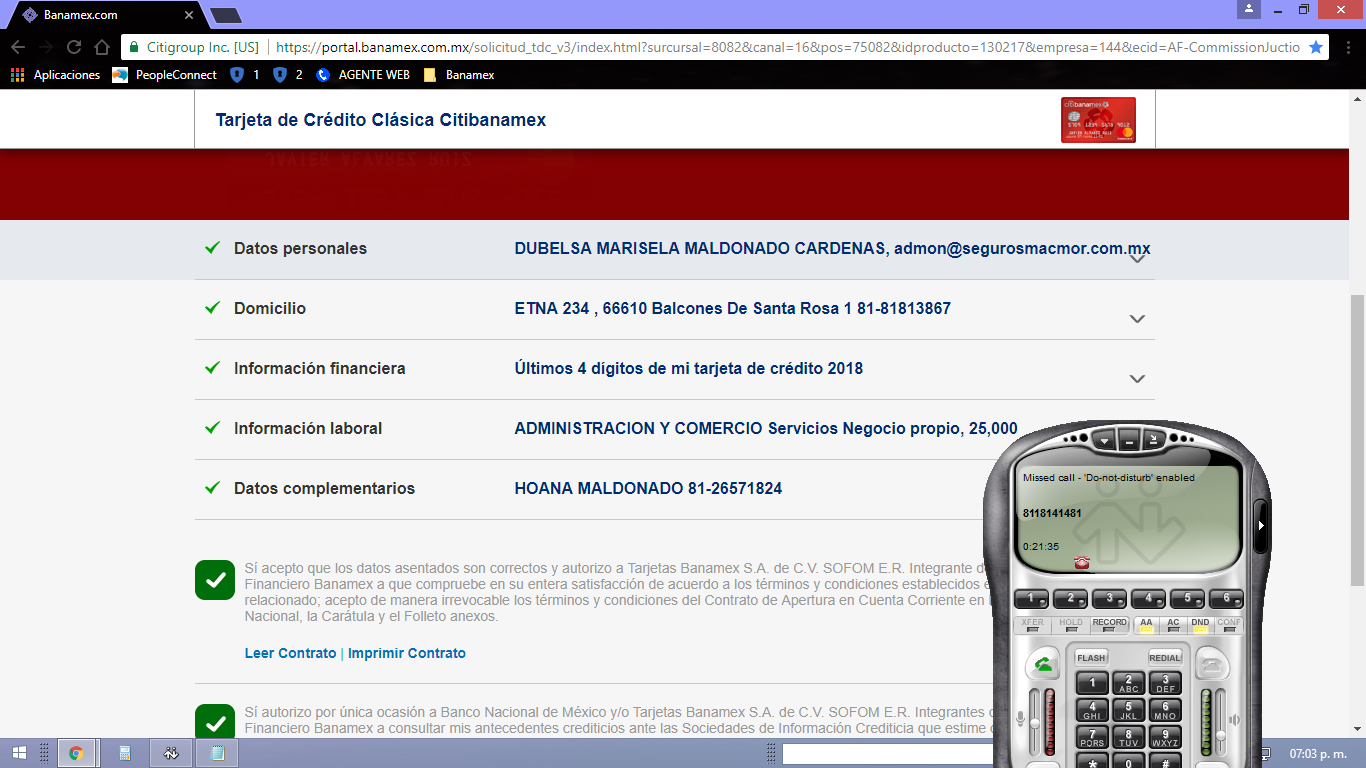 Banamex.com
Citigroup Inc. [US] https://portal.banamex.com.mx/solicitud_tdc_v3/index.html?surcursal=8082&canal=16&pos=75082&idproducto=130217&empresa=144&ecid=AF-CommissionJuctio
Aplicaciones PeopleConnect 1 2 AGENTE WEB Banamex
Tarjeta de Crédito Clásica Citibanamex
citibanamex
JAVIER ALVAREZ RUIZ
Datos personales DUBELSA MARISELA MALDONADO CARDENAS, admon@segurosmacmor.com.mx
Domicilio ETNA 234 , 66610 Balcones De Santa Rosa 1 81-81813867
Información financiera Últimos 4 dígitos de mi tarjeta de crédito 2018
Información laboral ADMINISTRACION Y COMERCIO Servicios Negocio propio, 25,000
Datos complementarios HOANA MALDONADO 81-26571824
Sí acepto que los datos asentados son correctos y autorizo a Tarjetas Banamex S.A. de C.V. SOFOM E.R. Integrante d
Financiero Banamex a que compruebe en su entera satisfacción de acuerdo a los términos y condiciones establecidos e
relacionado; acepto de manera irrevocable los términos y condiciones del Contrato de Apertura en Cuenta Corriente en
Nacional, la Carátula y el Folleto anexos.
Leer Contrato | Imprimir Contrato
Sí autorizo por única ocasión a Banco Nacional de México y/o Tarjetas Banamex S.A. de C.V. SOFOM E.R. Integrantes
Financiero Banamex a consultar mis antecedentes crediticios ante las Sociedades de Información Crediticia que estime
Missed call - 'Do-not-disturb' enabled
8118141481
0:21:35
1 2 3 4 5 6
XFER HOLD RECORD AA AC DND CONF
FLASH REDIAL
1 2 ABC 3 DEF
4 GHI 5 JKL 6 MNO
7 PQRS 8 TUV 9 WXYZ
* 0 #
07:03 p. m.